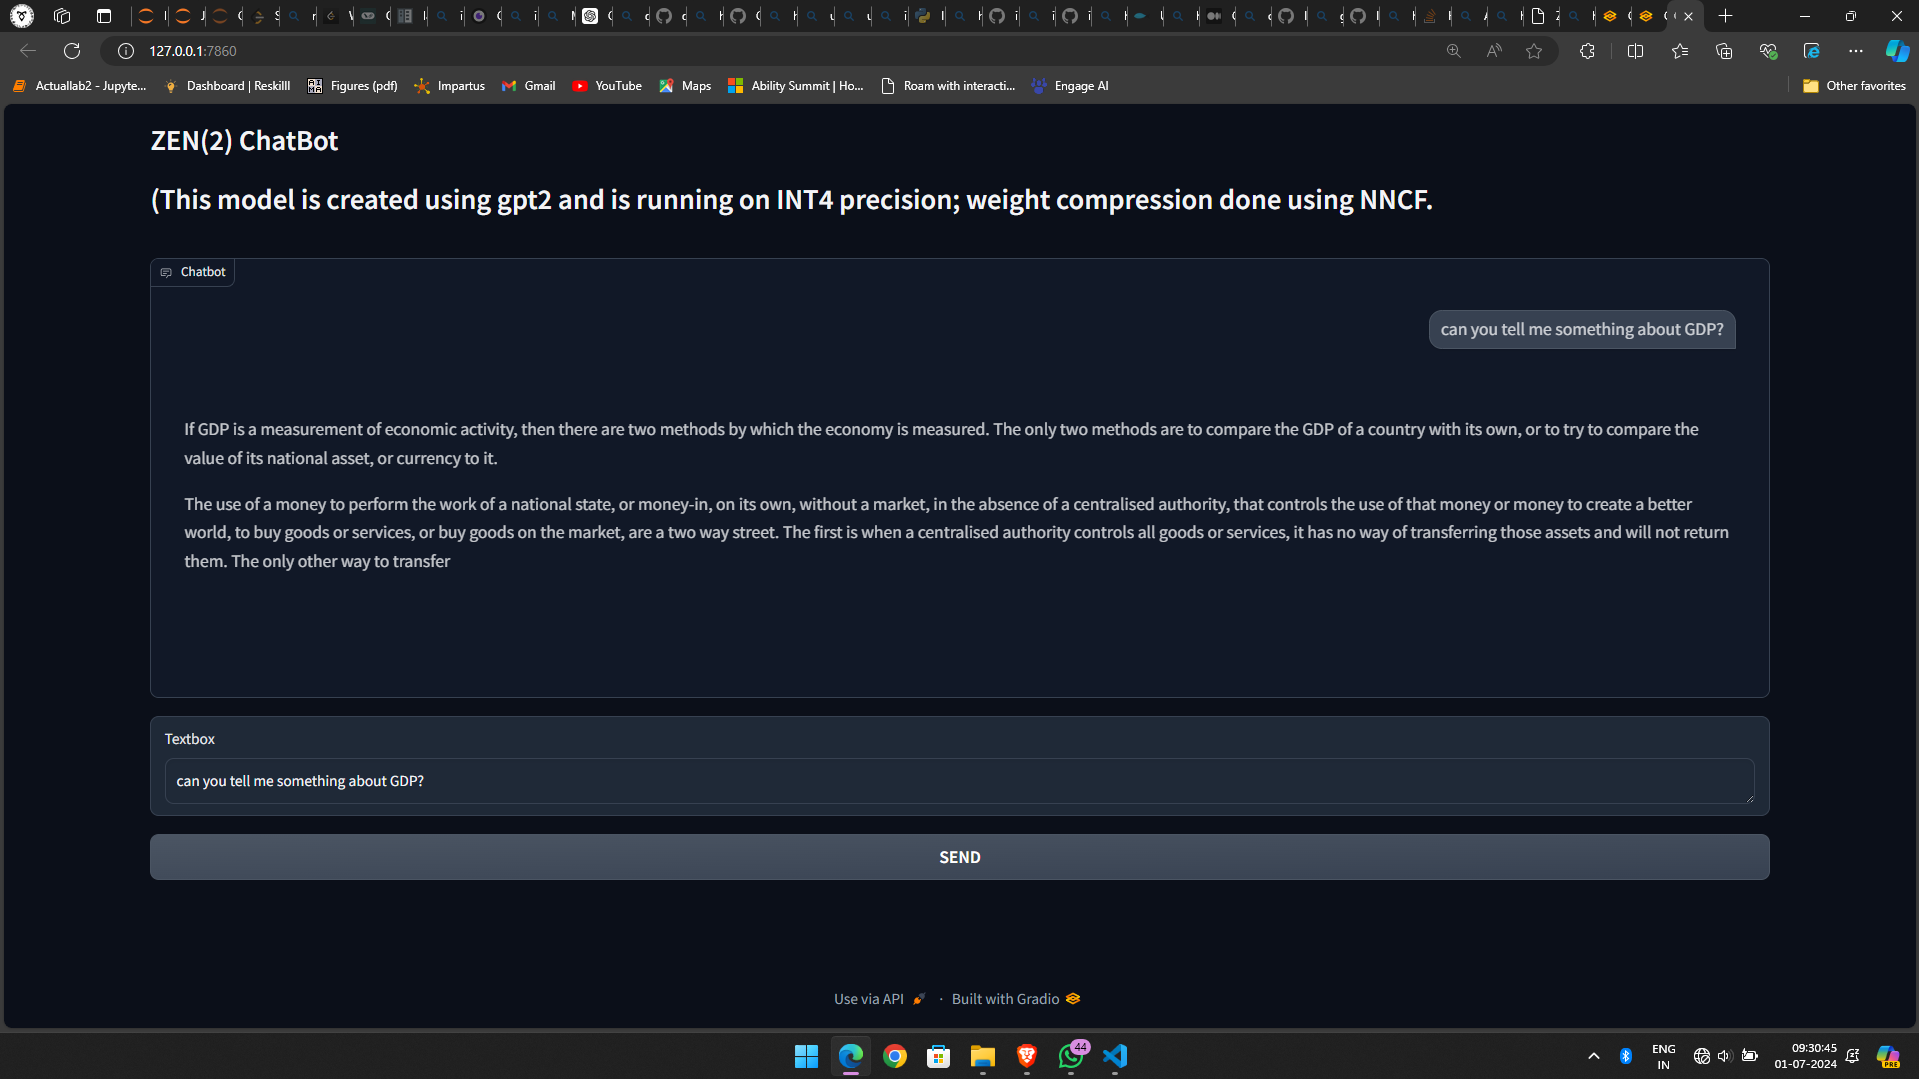 127.0.0.1:7860
Actuallab2 - Jupyte...
Dashboard | Reskilll
Figures (pdf)
Impartus
Gmail
YouTube
Maps
Ability Summit | Ho...
Roam with interacti...
Engage AI
Other favorites
ZEN(2) ChatBot
(This model is created using gpt2 and is running on INT4 precision; weight compression done using NNCF.
Chatbot
can you tell me something about GDP?
If GDP is a measurement of economic activity, then there are two methods by which the economy is measured. The only two methods are to compare the GDP of a country with its own, or to try to compare the
value of its national asset, or currency to it.
The use of a money to perform the work of a national state, or money-in, on its own, without a market, in the absence of a centralised authority, that controls the use of that money or money to create a better
world, to buy goods or services, or buy goods on the market, are a two way street. The first is when a centralised authority controls all goods or services, it has no way of transferring those assets and will not return
them. The only other way to transfer
Textbox
can you tell me something about GDP?
SEND
Use via API
·
Built with Gradio
44
ENG
IN
09:30:45
01-07-2024
PRE